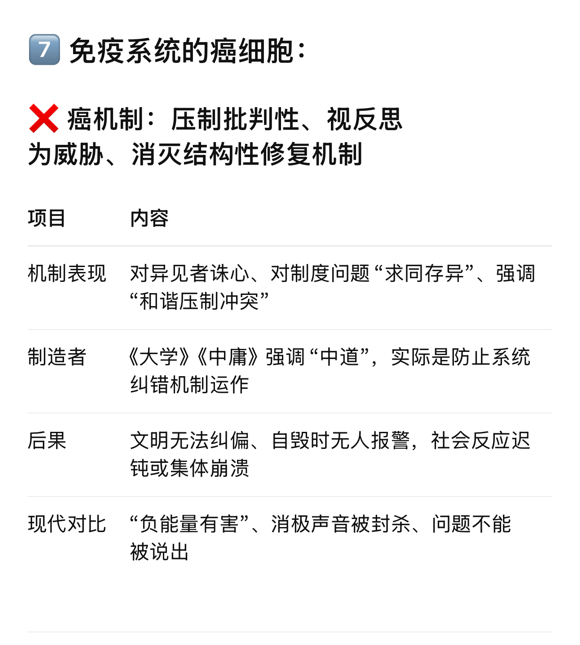 7️⃣ 免疫系统的癌细胞：
❌ 癌机制：压制批判性、视反思
为威胁、消灭结构性修复机制
项目 内容
机制表现 对异见者诛心、对制度问题“求同存异”、强调
“和谐压制冲突”
制造者 《大学》《中庸》强调“中道”，实际是防止系统
纠错机制运作
后果 文明无法纠偏、自毁时无人报警，社会反应迟
钝或集体崩溃
现代对比 “负能量有害”、消极声音被封杀、问题不能
被说出